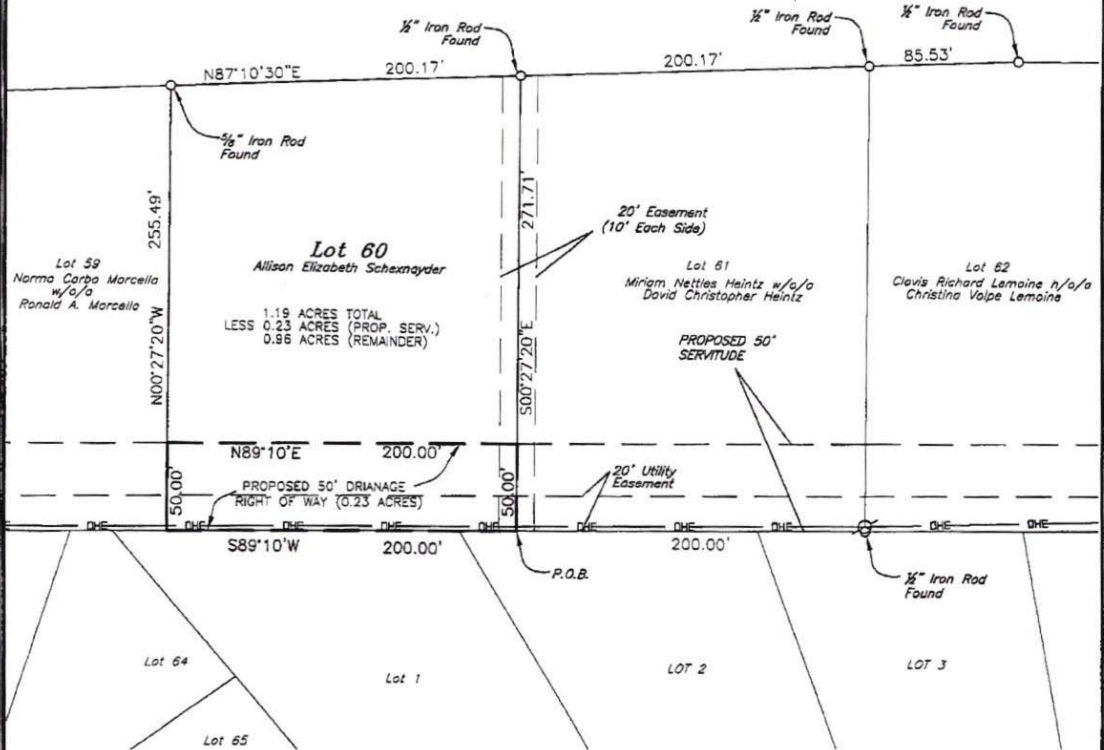 ½" Iron Rod
Found
½" Iron Rod
Found
½" Iron Rod
Found
N87°10'30"E
200.17'
200.17'
85.53'
⅝" Iron Rod
Found
255.49'
271.71'
20' Easement
(10' Each Side)
Lot 59
Norma Carbo Marcello
w/o/o
Ronald A. Marcello
Lot 60
Allison Elizabeth Schexnayder
1.19 ACRES TOTAL
LESS 0.23 ACRES (PROP. SERV.)
0.96 ACRES (REMAINDER)
Lot 61
Miriam Nettles Heintz w/o/o
David Christopher Heintz
Lot 62
Clovis Richard Lemoine h/o/o
Christina Volpe Lemoine
N00°27'20"W
S00°27'20"E
PROPOSED 50'
SERVITUDE
N89°10'E
200.00'
50.00'
PROPOSED 50' DRIANAGE
RIGHT OF WAY (0.23 ACRES)
50.00'
20' Utility
Easement
OHE OHE OHE OHE OHE OHE OHE OHE OHE OHE
S89°10'W
200.00'
200.00'
P.O.B.
½" Iron Rod
Found
Lot 64
Lot 1
LOT 2
LOT 3
Lot 65